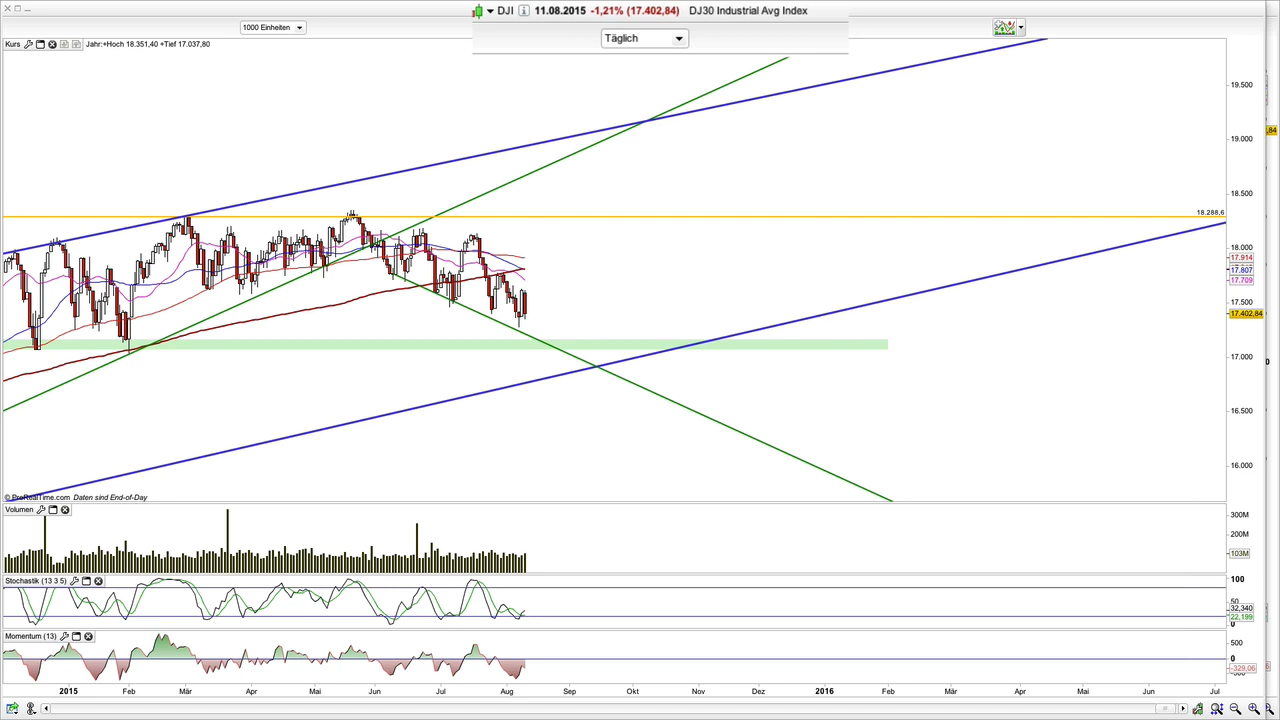 DJI 11.08.2015 -1,21% (17.402,84) DJ30 Industrial Avg Index
1000 Einheiten
Täglich
Kurs
Jahr:+Hoch 18.351,40 +Tief 17.037,80
19.500
19.000
18.500
18.288,6
18.000
17.914
17.807
17.709
17.500
17.402,84
17.000
16.500
16.000
© ProRealTime.com Daten sind End-of-Day
Volumen
300M
200M
103M
Stochastik (13 3 5)
100
50
32,340
22,199
0
Momentum (13)
500
0
-329,06
2015 Feb Mär Apr Mai Jun Jul Aug Sep Okt Nov Dez 2016 Feb Mär Apr Mai Jun Jul